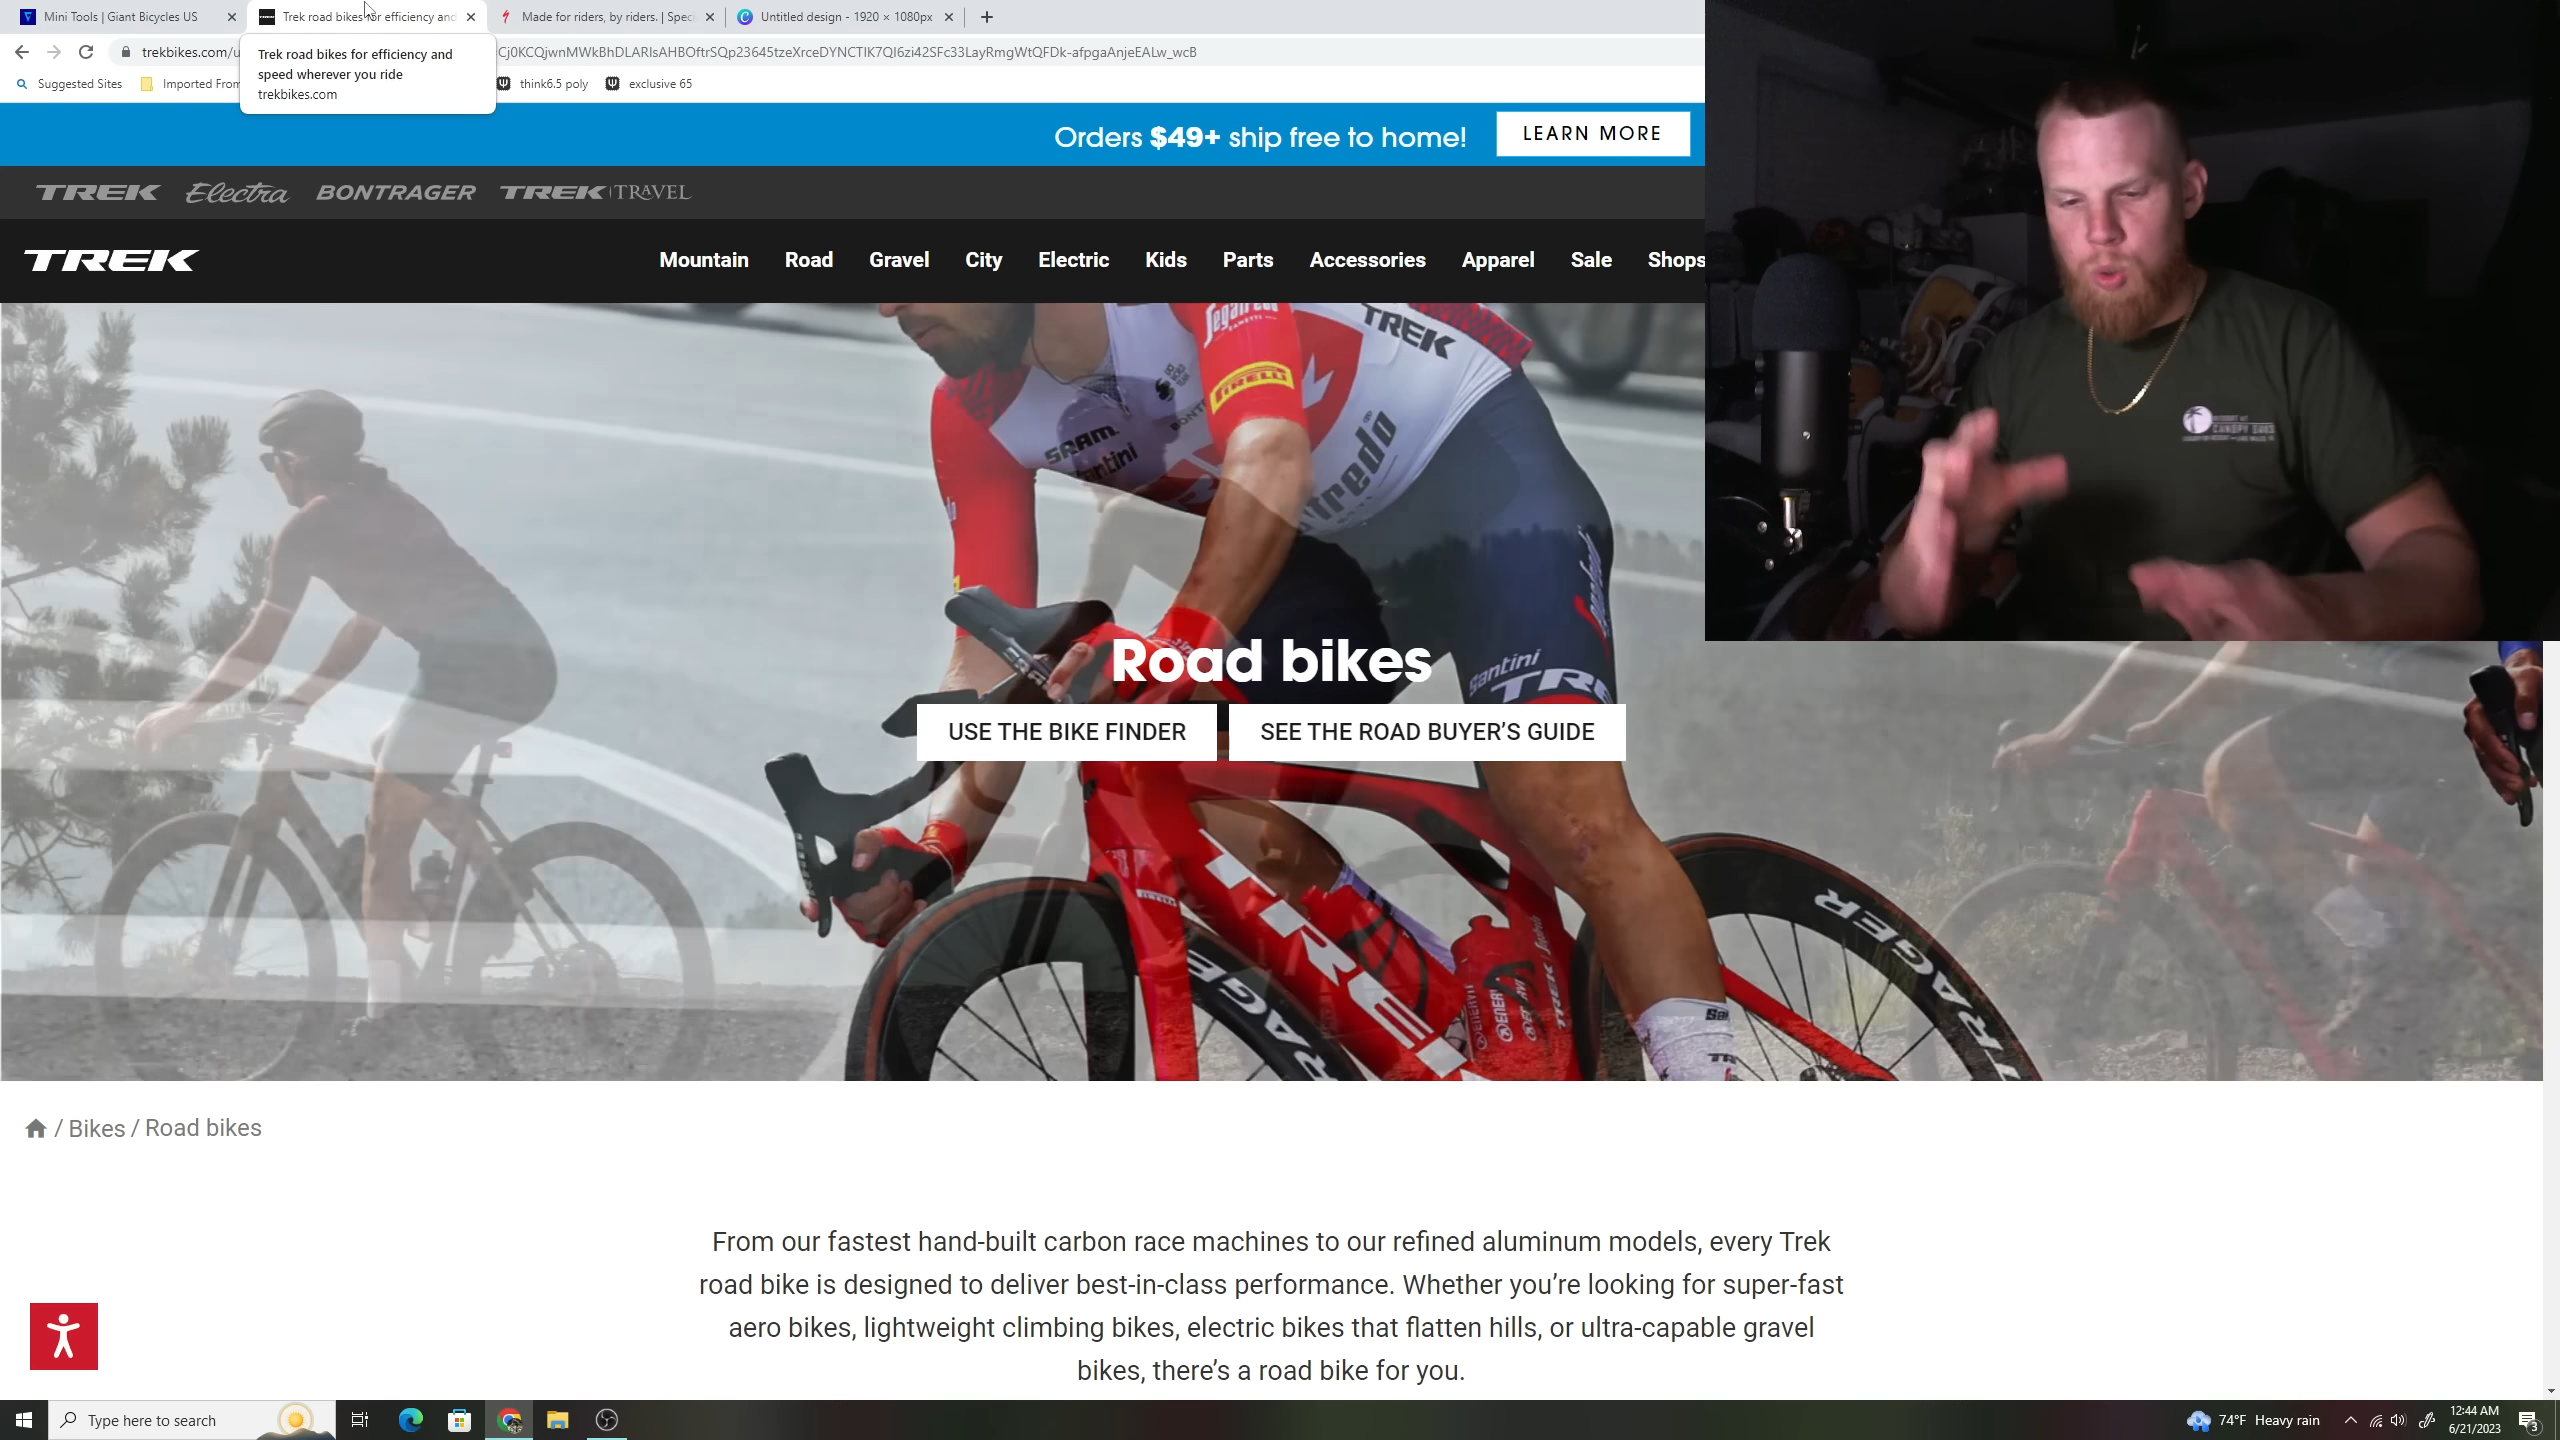 Mini Tools | Giant Bicycles US
Trek road bikes for efficiency and
Made for riders, by riders. | Speci
Untitled design - 1920 × 1080px
trekbikes.com/u
Cj0KCQjwnMWkBhDLARIsAHBOftrSQp23645tzeXrceDYNCTIK7QI6zi42SFc33LayRmgWtQFDk-afpgaAnjeEALw_wcB
Trek road bikes for efficiency and
speed wherever you ride
trekbikes.com
Suggested Sites
Imported From
think6.5 poly
exclusive 65
Orders $49+ ship free to home!
LEARN MORE
TREK
Electra
BONTRAGER
TREK | TRAVEL
TREK
Mountain
Road
Gravel
City
Electric
Kids
Parts
Accessories
Apparel
Sale
Shops
TREK
PIRELLI
SRAM
Santini
Road bikes
Santini
USE THE BIKE FINDER
SEE THE ROAD BUYER'S GUIDE
/ Bikes / Road bikes
From our fastest hand-built carbon race machines to our refined aluminum models, every Trek
road bike is designed to deliver best-in-class performance. Whether you're looking for super-fast
aero bikes, lightweight climbing bikes, electric bikes that flatten hills, or ultra-capable gravel
bikes, there's a road bike for you.
Type here to search
74°F Heavy rain
12:44 AM
6/21/2023
3